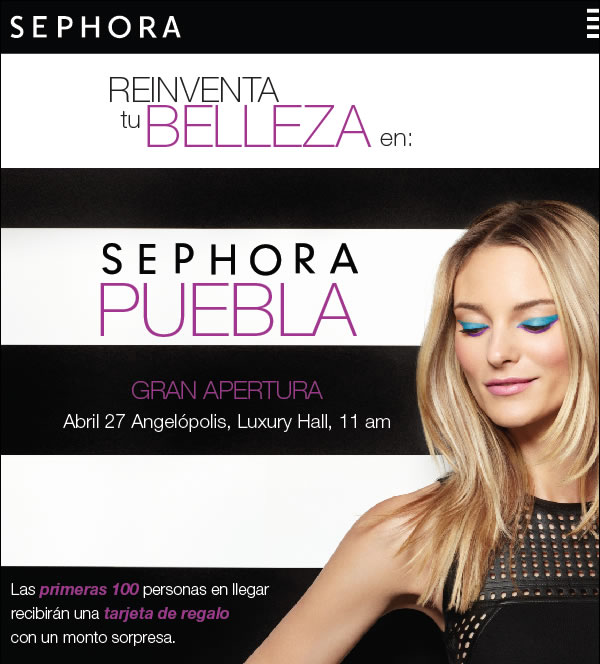 SEPHORA
REINVENTA
tu BELLEZA en:
SEPHORA
PUEBLA
GRAN APERTURA
Abril 27 Angelópolis, Luxury Hall, 11 am
Las primeras 100 personas en llegar
recibirán una tarjeta de regalo
con un monto sorpresa.